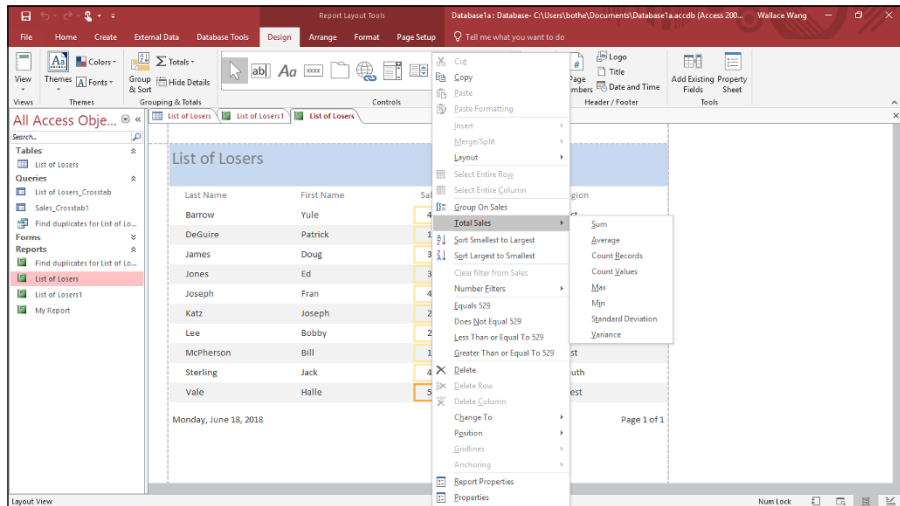 Report Layout Tools
Database1a : Database- C:\Users\bothe\Documents\Database1a.accdb (Access 200... Wallace Wang
File Home Create External Data Database Tools Design Arrange Format Page Setup Tell me what you want to do
View
Themes
Colors
Fonts
Group & Sort
Totals
Hide Details
ab|
Aa
XXXX
Logo
Title
Date and Time
Add Existing Fields
Property Sheet
Views Themes Grouping & Totals Controls Header / Footer Tools
All Access Obje...
List of Losers List of Losers1 List of Losers
Search...
Tables
List of Losers
Queries
List of Losers_Crosstab
Sales_Crosstab1
Find duplicates for List of Lo...
Forms
Reports
Find duplicates for List of Lo...
List of Losers
List of Losers1
My Report
List of Losers
Last Name First Name
Barrow Yule
DeGuire Patrick
James Doug
Jones Ed
Joseph Fran
Katz Joseph
Lee Bobby
McPherson Bill
Sterling Jack
Vale Halle
Monday, June 18, 2018 Page 1 of 1
Cut
Copy
Paste
Paste Formatting
Insert
Merge/Split
Layout
Select Entire Row
Select Entire Column
Group On Sales
Total Sales
Sort Smallest to Largest
Sort Largest to Smallest
Clear filter from Sales
Number Filters
Equals 529
Does Not Equal 529
Less Than or Equal To 529
Greater Than or Equal To 529
Delete
Delete Row
Delete Column
Change To
Position
Gridlines
Anchoring
Report Properties
Properties
Sum
Average
Count Records
Count Values
Max
Min
Standard Deviation
Variance
Layout View Num Lock